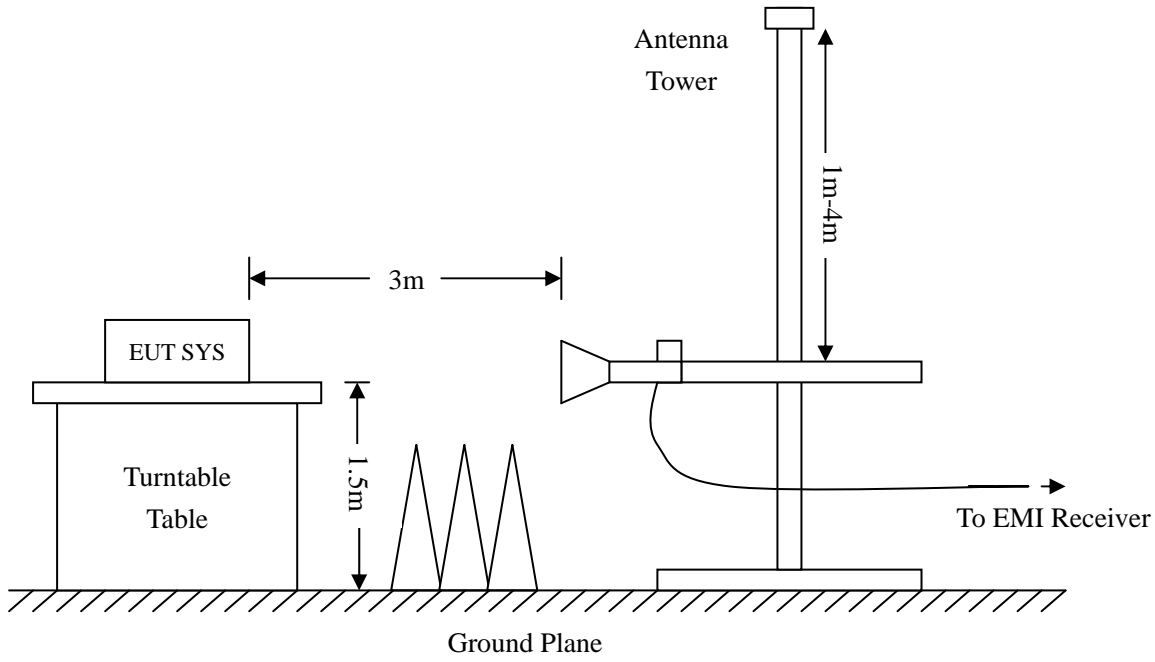 Antenna
Tower
1m-4m
3m
EUT SYS
1.5m
Turntable
Table
To EMI Receiver
Ground Plane